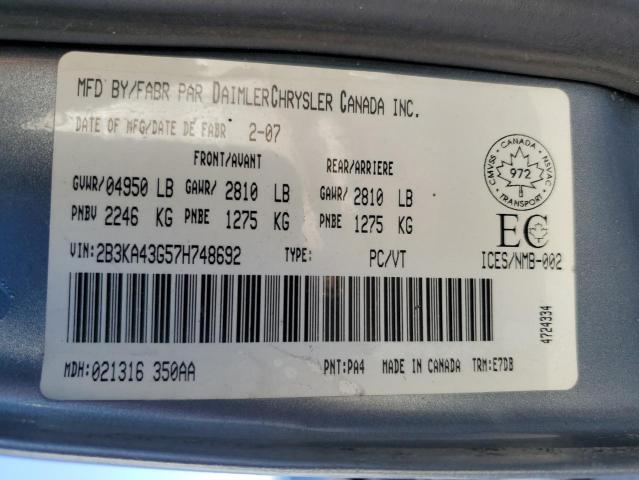 MFD BY/FABR PAR DAIMLERCHRYSLER CANADA INC.
DATE OF MFG/DATE DE FABR 2-07
FRONT/AVANT REAR/ARRIERE
GVWR/04950 LB GAWR/ 2810 LB GAWR/ 2810 LB
PNBV 2246 KG PNBE 1275 KG PNBE 1275 KG
VIN:2B3KA43G57H748692 TYPE: PC/VT
CANADA
CMVSS NSVAC
972
TRANSPORT
EC
ICES/NMB-002
4724334
MDH:021316 350AA PNT:PA4 MADE IN CANADA TRM:E7DB